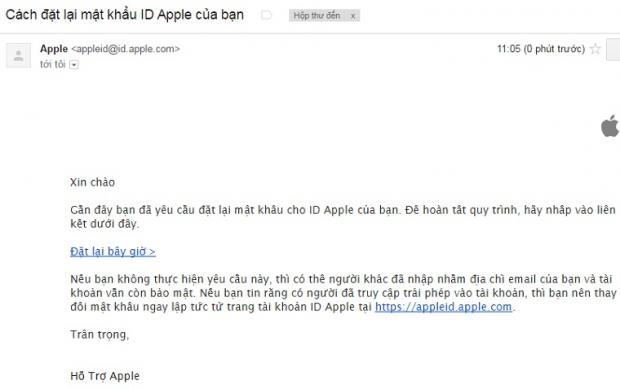 Cách đặt lại mật khẩu ID Apple của bạn Hộp thư đến x
Apple <appleid@id.apple.com> 11:05 (0 phút trước)
tới tôi
Xin chào
Gần đây bạn đã yêu cầu đặt lại mật khẩu cho ID Apple của bạn. Để hoàn tất quy trình, hãy nhấp vào liên
kết dưới đây.
Đặt lại bây giờ >
Nếu bạn không thực hiện yêu cầu này, thì có thể người khác đã nhập nhầm địa chỉ email của bạn và tài
khoản vẫn còn bảo mật. Nếu bạn tin rằng có người đã truy cập trái phép vào tài khoản, thì bạn nên thay
đổi mật khẩu ngay lập tức từ trang tài khoản ID Apple tại https://appleid.apple.com.
Trân trọng,
Hỗ Trợ Apple